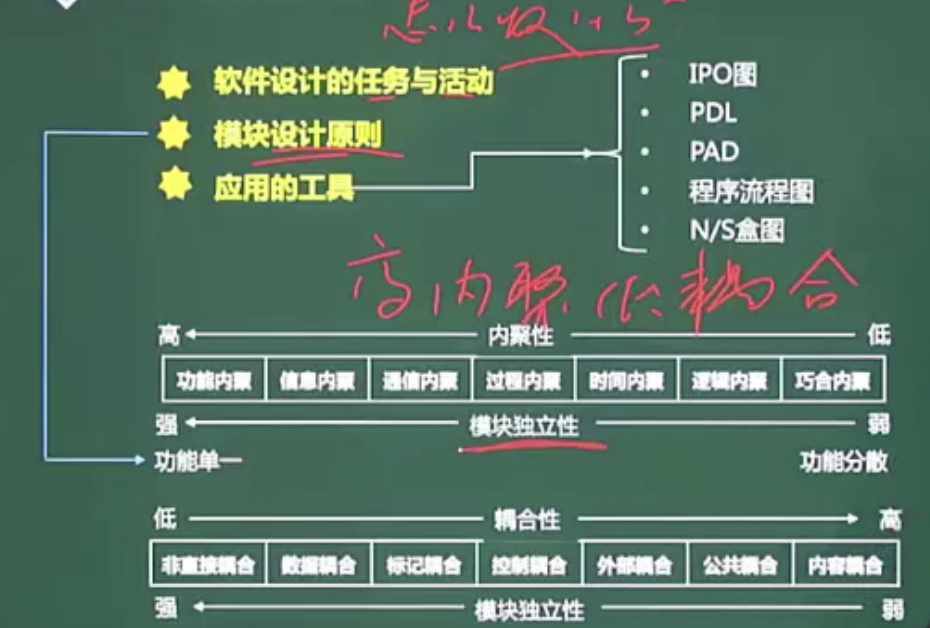 软件设计的任务与活动
模块设计原则
应用的工具
• IPO图
• PDL
• PAD
• 程序流程图
• N/S盒图
高内聚 低耦合
高 内聚性 低
功能内聚 信息内聚 通信内聚 过程内聚 时间内聚 逻辑内聚 巧合内聚
强 模块独立性 弱
功能单一 功能分散
低 耦合性 高
非直接耦合 数据耦合 标记耦合 控制耦合 外部耦合 公共耦合 内容耦合
强 模块独立性 弱